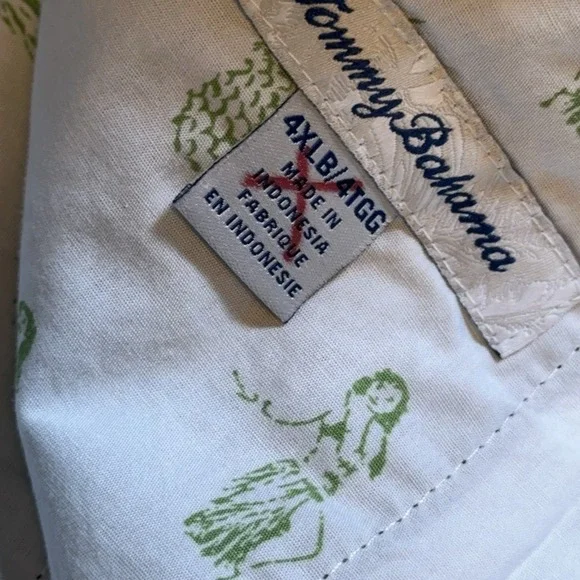 Tommy Bahama
4XLB/4TGG
MADE IN
INDONESIA
FABRIQUE
EN INDONESIE